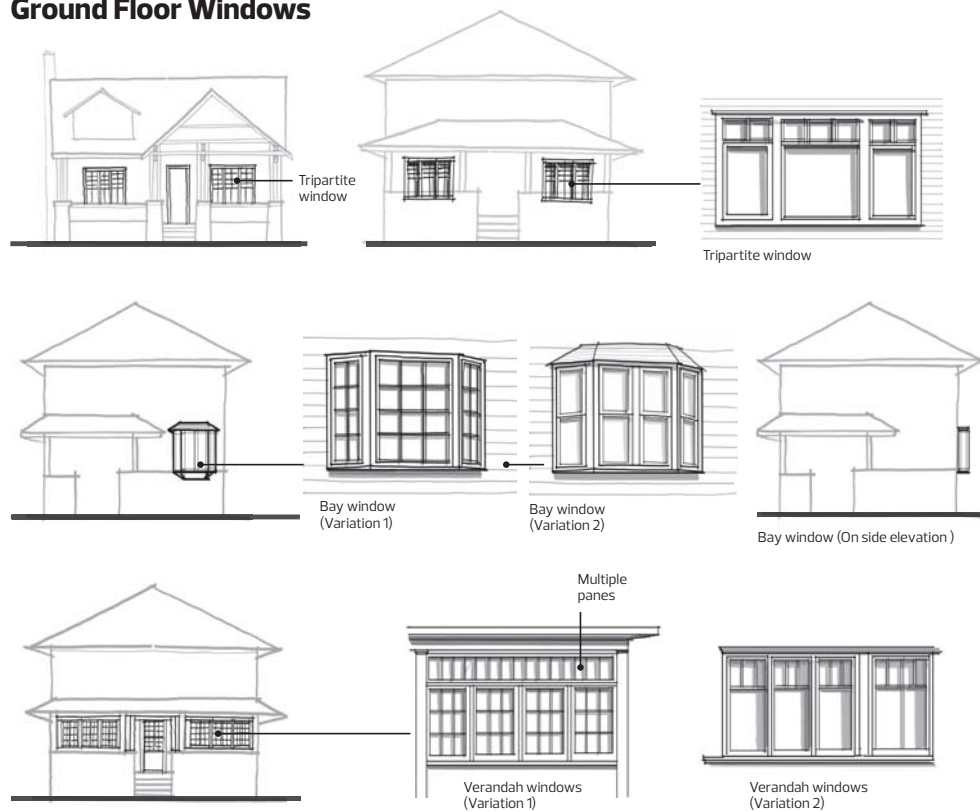 Ground Floor Windows
Tripartite
window
Tripartite window
Bay window
(Variation 1)
Bay window
(Variation 2)
Bay window (On side elevation )
Multiple
panes
Verandah windows
(Variation 1)
Verandah windows
(Variation 2)